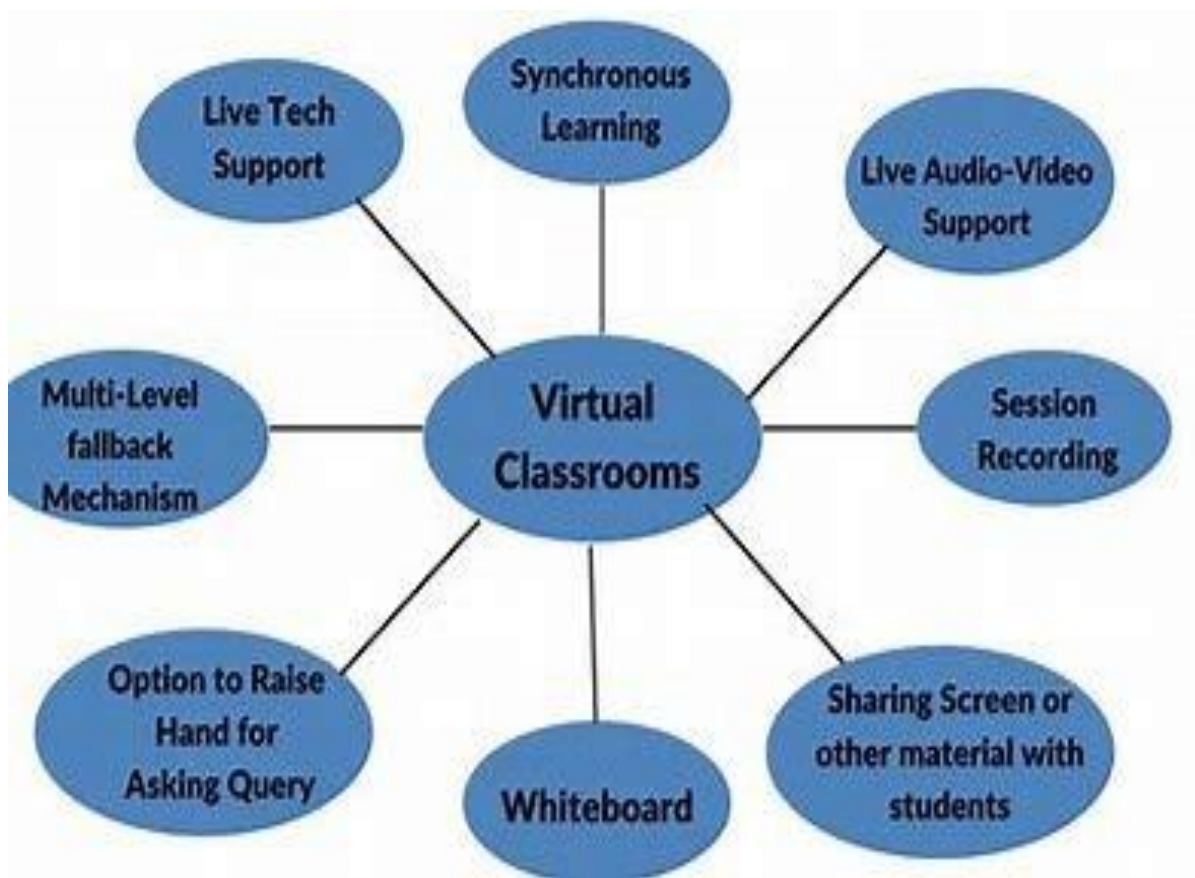 Synchronous
Learning
Live Tech
Support
Live Audio-Video
Support
Multi-Level
fallback
Mechanism
Virtual
Classrooms
Session
Recording
Option to Raise
Hand for
Asking Query
Whiteboard
Sharing Screen or
other material with
students